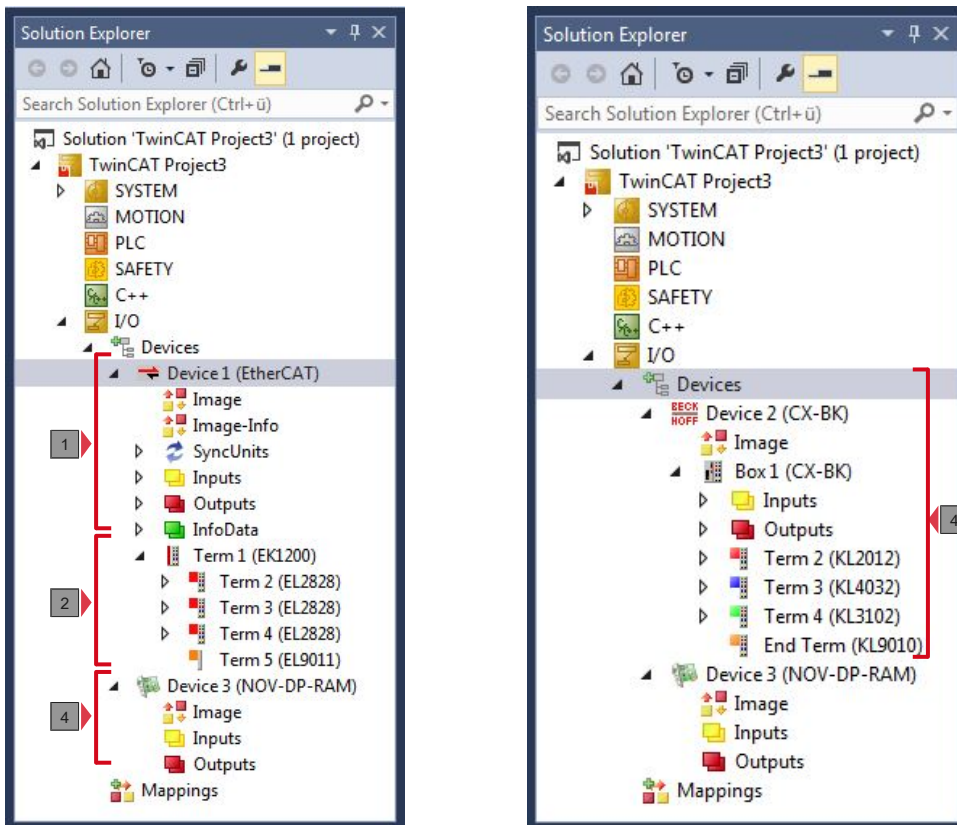 Solution Explorer
Search Solution Explorer (Ctrl+ü)
Solution 'TwinCAT Project3' (1 project)
TwinCAT Project3
SYSTEM
MOTION
PLC
SAFETY
C++
I/O
Devices
Device 1 (EtherCAT)
Image
Image-Info
1
SyncUnits
Inputs
Outputs
InfoData
Term 1 (EK1200)
Term 2 (EL2828)
2
Term 3 (EL2828)
Term 4 (EL2828)
Term 5 (EL9011)
Device 3 (NOV-DP-RAM)
4
Image
Inputs
Outputs
Mappings
Solution Explorer
Search Solution Explorer (Ctrl+ü)
Solution 'TwinCAT Project3' (1 project)
TwinCAT Project3
SYSTEM
MOTION
PLC
SAFETY
C++
I/O
Devices
BECK
HOFF
Device 2 (CX-BK)
Image
Box 1 (CX-BK)
Inputs
Outputs
4
Term 2 (KL2012)
Term 3 (KL4032)
Term 4 (KL3102)
End Term (KL9010)
Device 3 (NOV-DP-RAM)
Image
Inputs
Outputs
Mappings